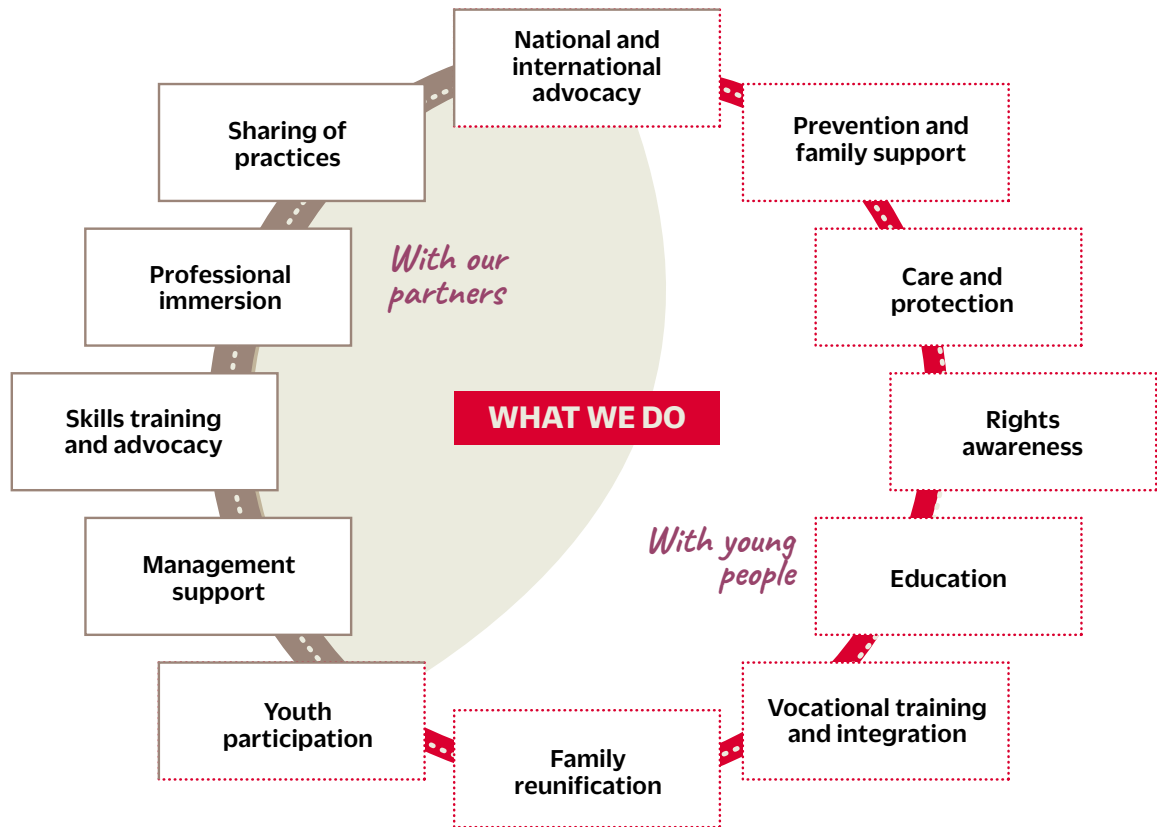 National and
international
advocacy
Prevention and
family support
Care and
protection
Rights
awareness
Education
Vocational training
and integration
Family
reunification
Youth
participation
Management
support
Skills training
and advocacy
Professional
immersion
Sharing of
practices
With our
partners
WHAT WE DO
With young
people